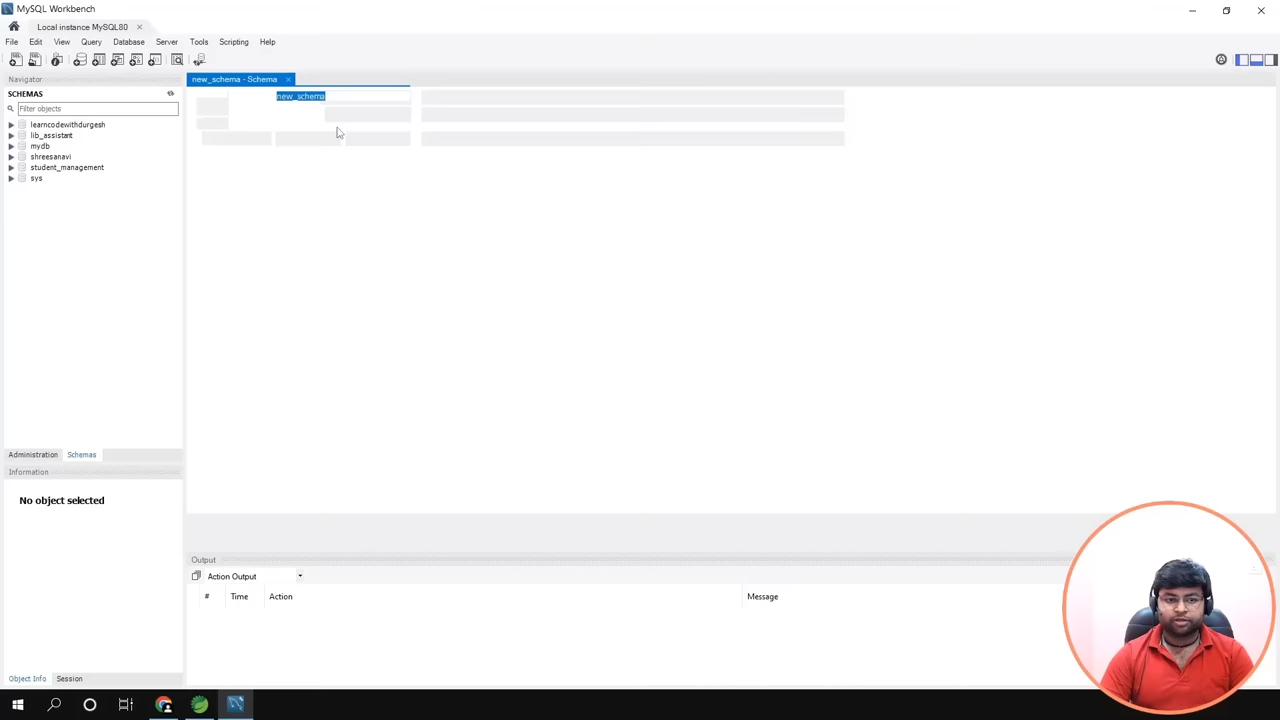 MySQL Workbench
Local instance MySQL80
File Edit View Query Database Server Tools Scripting Help
Navigator
SCHEMAS
Filter objects
learncodewithdurgesh
lib_assistant
mydb
shreesanavi
student_management
sys
Administration Schemas
Information
No object selected
Object Info Session
new_schema - Schema
new_schema
Output
Action Output
# Time Action Message